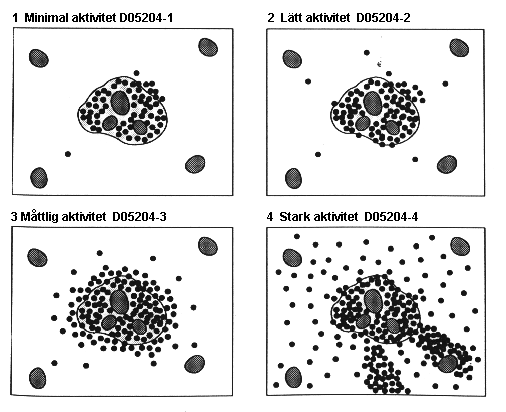 1 Minimal aktivitet D05204-1
2 Lätt aktivitet D05204-2
3 Måttlig aktivitet D05204-3
4 Stark aktivitet D05204-4